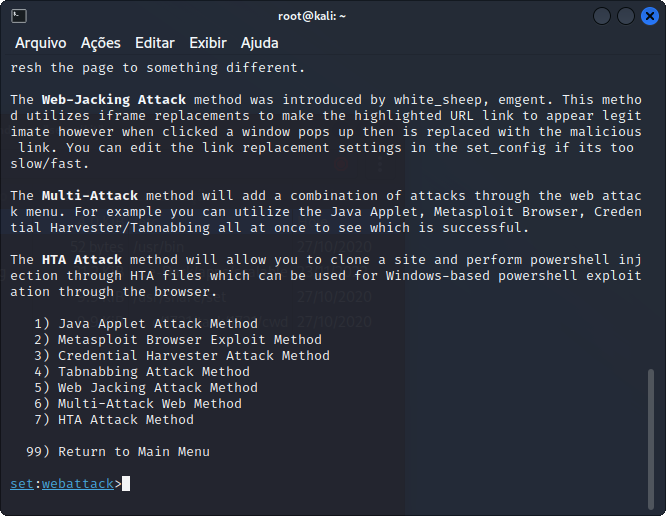 root@kali: ~
Arquivo Ações Editar Exibir Ajuda
resh the page to something different.
The Web-Jacking Attack method was introduced by white_sheep, emgent. This metho
d utilizes iframe replacements to make the highlighted URL link to appear legit
imate however when clicked a window pops up then is replaced with the malicious
link. You can edit the link replacement settings in the set_config if its too
slow/fast.
The Multi-Attack method will add a combination of attacks through the web attac
k menu. For example you can utilize the Java Applet, Metasploit Browser, Creden
tial Harvester/Tabnabbing all at once to see which is successful.
The HTA Attack method will allow you to clone a site and perform powershell inj
ection through HTA files which can be used for Windows-based powershell exploit
ation through the browser.
1) Java Applet Attack Method
2) Metasploit Browser Exploit Method
3) Credential Harvester Attack Method
4) Tabnabbing Attack Method
5) Web Jacking Attack Method
6) Multi-Attack Web Method
7) HTA Attack Method
99) Return to Main Menu
set:webattack>